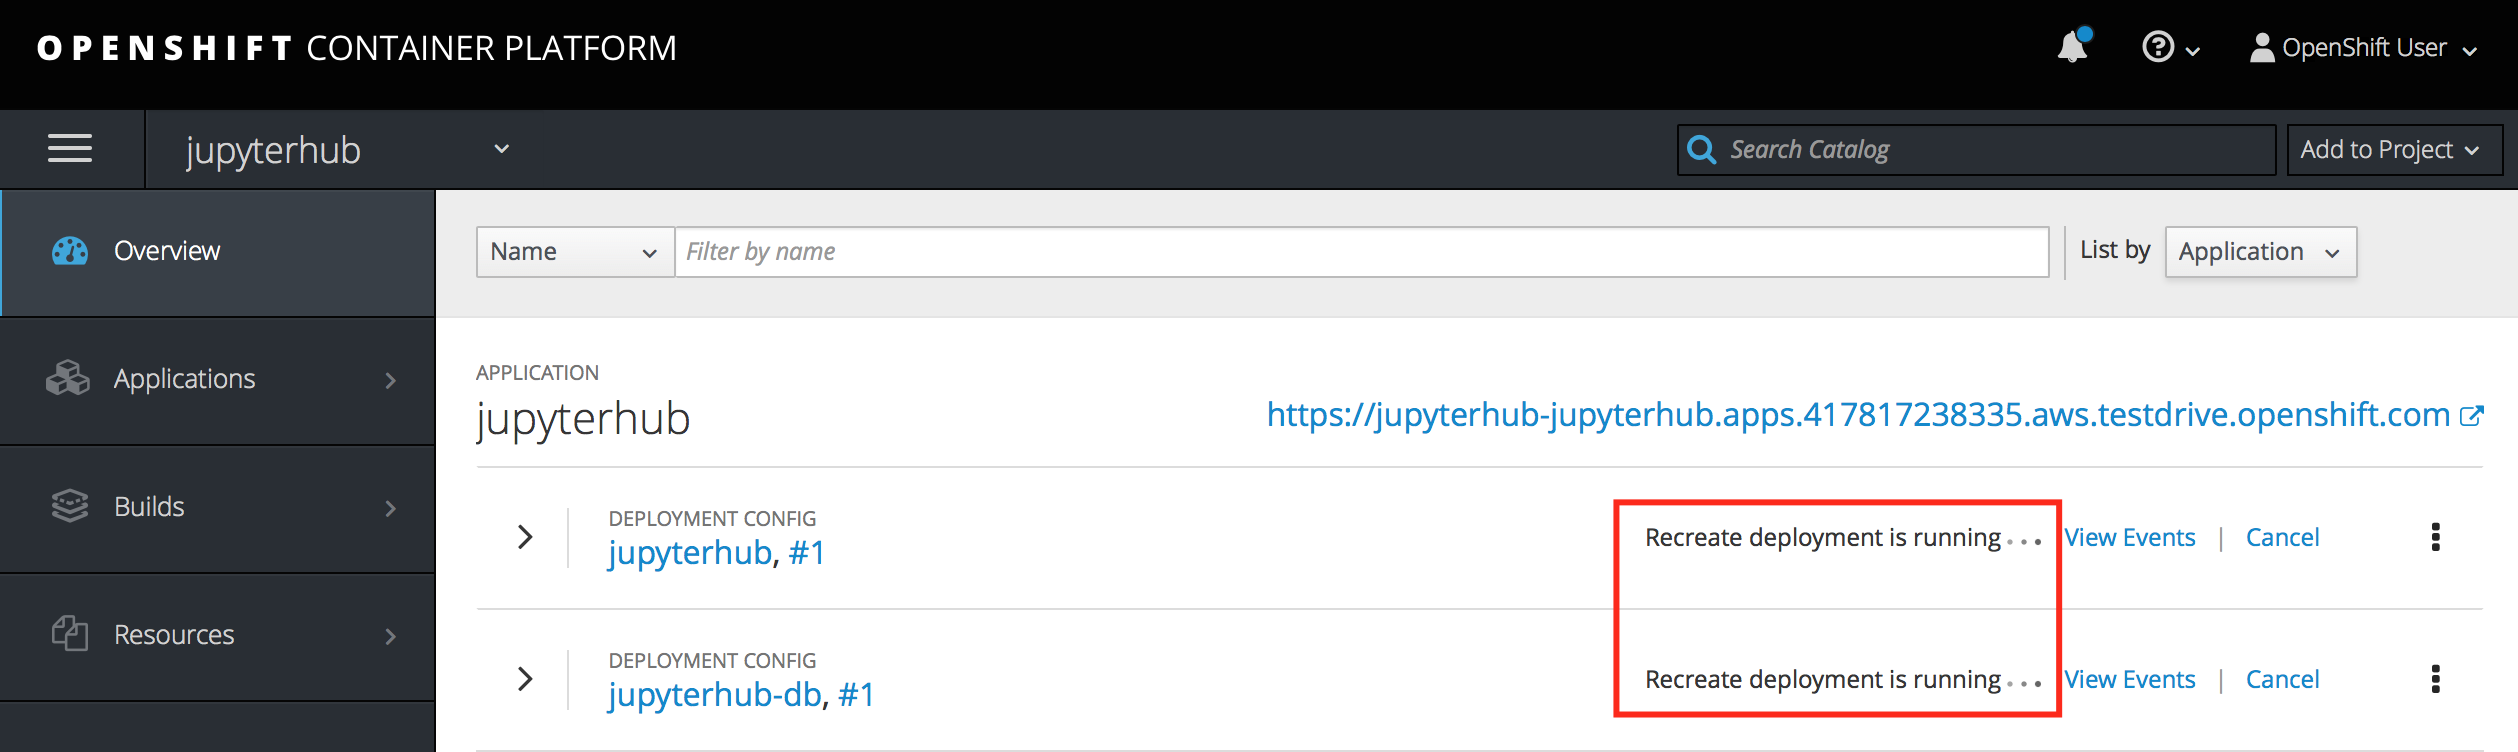 OPENSHIFT CONTAINER PLATFORM
OpenShift User
jupyterhub
Search Catalog
Add to Project
Overview
Applications
Builds
Resources
Name
Filter by name
List by
Application
APPLICATION
jupyterhub
https://jupyterhub-jupyterhub.apps.417817238335.aws.testdrive.openshift.com
DEPLOYMENT CONFIG
jupyterhub, #1
Recreate deployment is running...
View Events | Cancel
DEPLOYMENT CONFIG
jupyterhub-db, #1
Recreate deployment is running...
View Events | Cancel